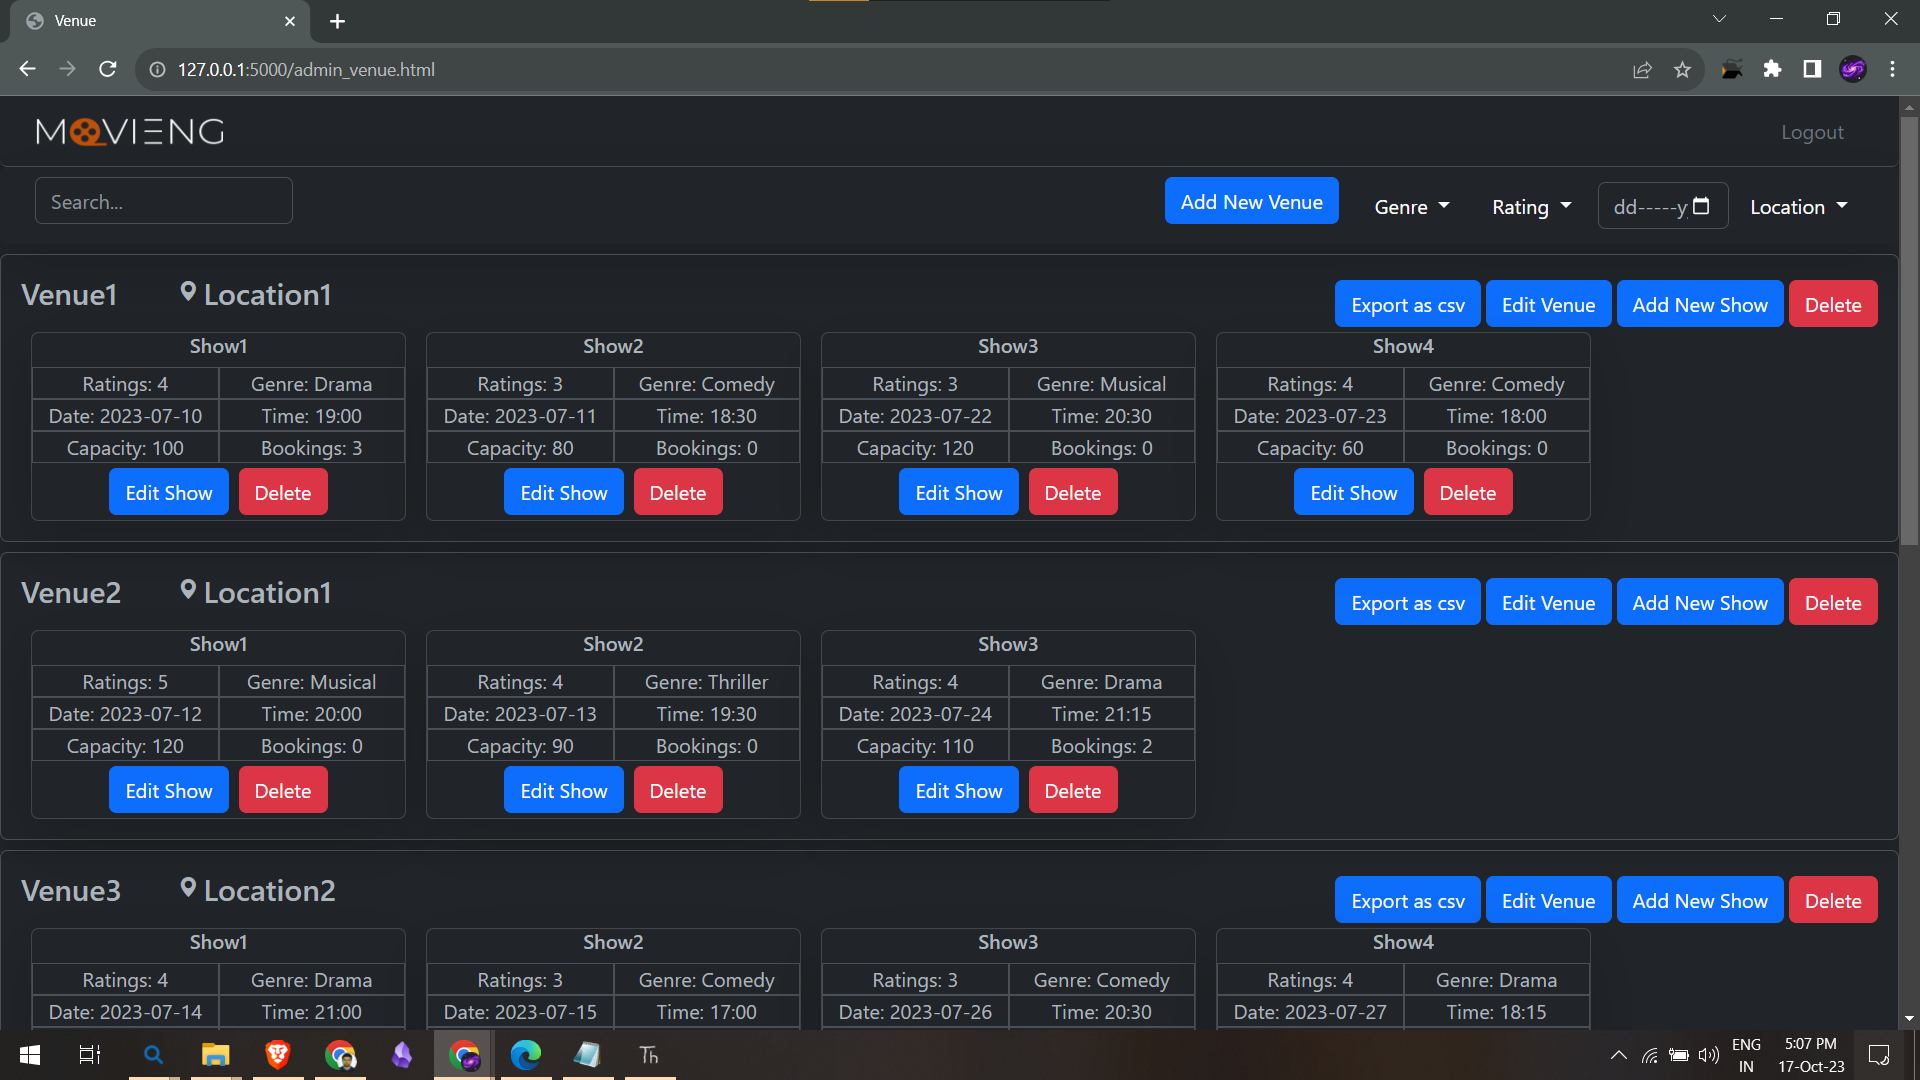 Venue
127.0.0.1:5000/admin_venue.html
MOVIENG
Logout
Search...
Add New Venue
Genre
Rating
dd-----y
Location
Venue1
Location1
Export as csv
Edit Venue
Add New Show
Delete
Show1
Show2
Show3
Show4
Ratings: 4
Genre: Drama
Ratings: 3
Genre: Comedy
Ratings: 3
Genre: Musical
Ratings: 4
Genre: Comedy
Date: 2023-07-10
Time: 19:00
Date: 2023-07-11
Time: 18:30
Date: 2023-07-22
Time: 20:30
Date: 2023-07-23
Time: 18:00
Capacity: 100
Bookings: 3
Capacity: 80
Bookings: 0
Capacity: 120
Bookings: 0
Capacity: 60
Bookings: 0
Edit Show
Delete
Edit Show
Delete
Edit Show
Delete
Edit Show
Delete
Venue2
Location1
Export as csv
Edit Venue
Add New Show
Delete
Show1
Show2
Show3
Ratings: 5
Genre: Musical
Ratings: 4
Genre: Thriller
Ratings: 4
Genre: Drama
Date: 2023-07-12
Time: 20:00
Date: 2023-07-13
Time: 19:30
Date: 2023-07-24
Time: 21:15
Capacity: 120
Bookings: 0
Capacity: 90
Bookings: 0
Capacity: 110
Bookings: 2
Edit Show
Delete
Edit Show
Delete
Edit Show
Delete
Venue3
Location2
Export as csv
Edit Venue
Add New Show
Delete
Show1
Show2
Show3
Show4
Ratings: 4
Genre: Drama
Ratings: 3
Genre: Comedy
Ratings: 3
Genre: Comedy
Ratings: 4
Genre: Drama
Date: 2023-07-14
Time: 21:00
Date: 2023-07-15
Time: 17:00
Date: 2023-07-26
Time: 20:30
Date: 2023-07-27
Time: 18:15
Th
ENG
IN
5:07 PM
17-Oct-23